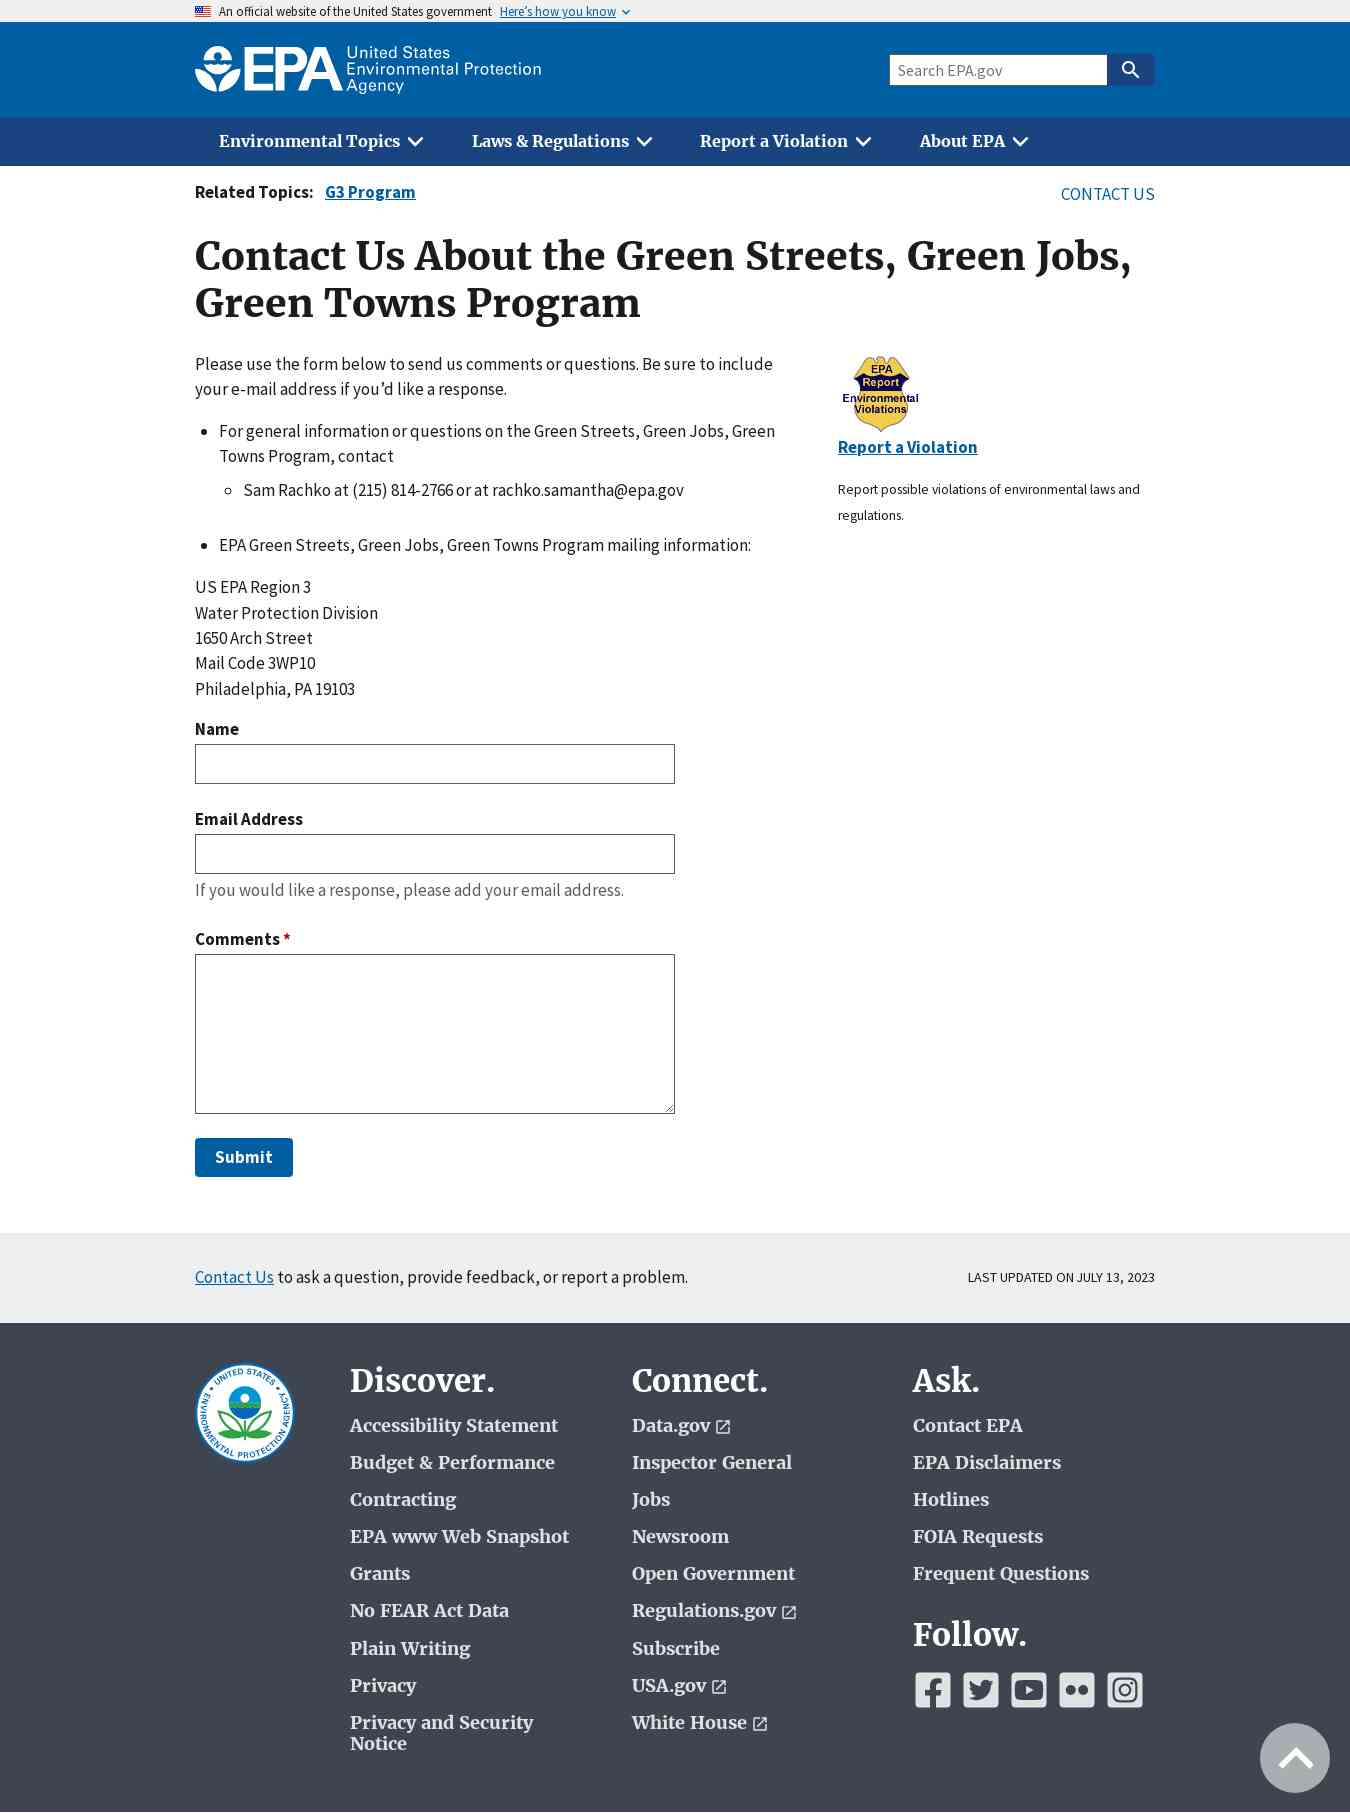 An official website of the United States government Here’s how you know
EPA United States
Environmental Protection
Agency
Search EPA.gov
Environmental Topics Laws & Regulations Report a Violation About EPA
Related Topics: G3 Program CONTACT US
Contact Us About the Green Streets, Green Jobs,
Green Towns Program
Please use the form below to send us comments or questions. Be sure to include
your e-mail address if you’d like a response.
For general information or questions on the Green Streets, Green Jobs, Green
Towns Program, contact
Sam Rachko at (215) 814-2766 or at rachko.samantha@epa.gov
EPA Green Streets, Green Jobs, Green Towns Program mailing information:
US EPA Region 3
Water Protection Division
1650 Arch Street
Mail Code 3WP10
Philadelphia, PA 19103
EPA
Report
Environmental
Violations
Report a Violation
Report possible violations of environmental laws and
regulations.
Name
Email Address
If you would like a response, please add your email address.
Comments *
Submit
Contact Us to ask a question, provide feedback, or report a problem. LAST UPDATED ON JULY 13, 2023
UNITED STATES
ENVIRONMENTAL PROTECTION AGENCY
Discover.
Accessibility Statement
Budget & Performance
Contracting
EPA www Web Snapshot
Grants
No FEAR Act Data
Plain Writing
Privacy
Privacy and Security
Notice
Connect.
Data.gov
Inspector General
Jobs
Newsroom
Open Government
Regulations.gov
Subscribe
USA.gov
White House
Ask.
Contact EPA
EPA Disclaimers
Hotlines
FOIA Requests
Frequent Questions
Follow.